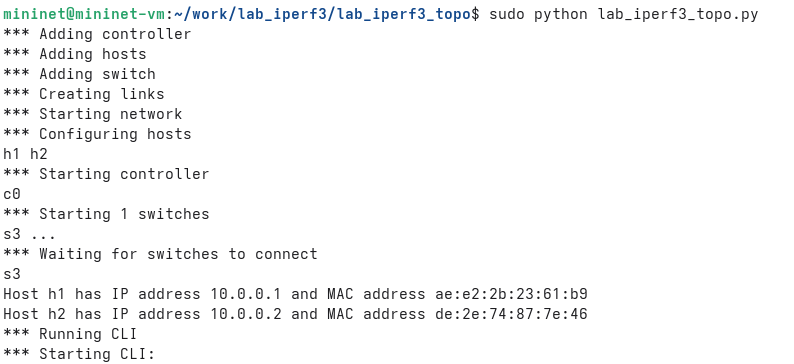 mininet@mininet-vm:~/work/lab_iperf3/lab_iperf3_topo$ sudo python lab_iperf3_topo.py
*** Adding controller
*** Adding hosts
*** Adding switch
*** Creating links
*** Starting network
*** Configuring hosts
h1 h2
*** Starting controller
c0
*** Starting 1 switches
s3 ...
*** Waiting for switches to connect
s3
Host h1 has IP address 10.0.0.1 and MAC address ae:e2:2b:23:61:b9
Host h2 has IP address 10.0.0.2 and MAC address de:2e:74:87:7e:46
*** Running CLI
*** Starting CLI: